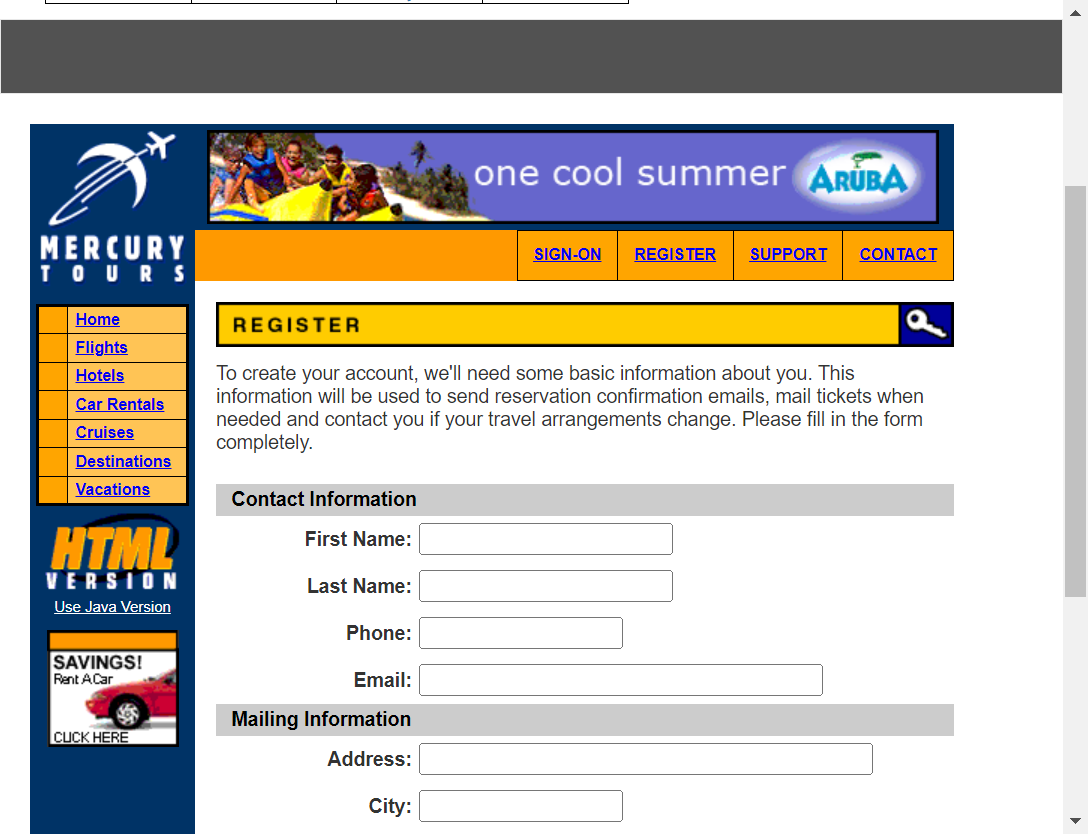 one cool summer ARUBA
MERCURY
TOURS
SIGN-ON REGISTER SUPPORT CONTACT
Home
Flights
Hotels
Car Rentals
Cruises
Destinations
Vacations
HTML
VERSION
Use Java Version
SAVINGS!
Rent A Car
CLICK HERE
REGISTER
To create your account, we'll need some basic information about you. This
information will be used to send reservation confirmation emails, mail tickets when
needed and contact you if your travel arrangements change. Please fill in the form
completely.
Contact Information
First Name:
Last Name:
Phone:
Email:
Mailing Information
Address:
City: